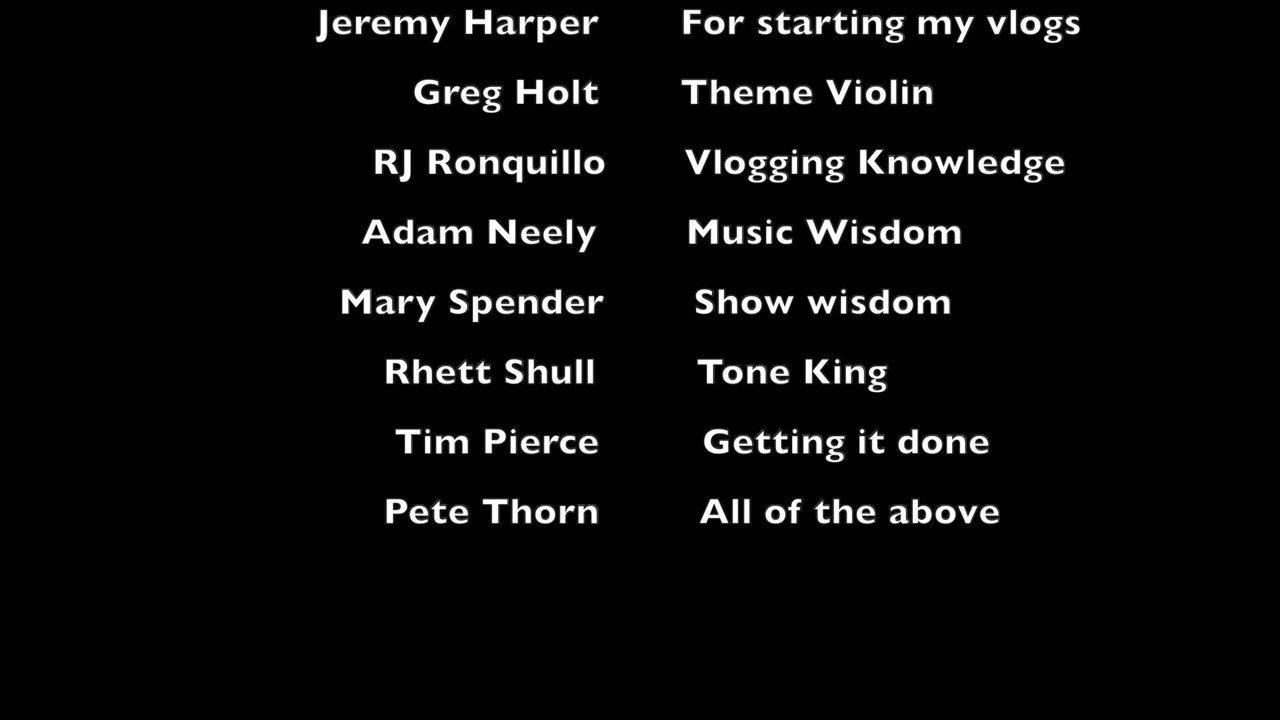 Jeremy Harper For starting my vlogs
Greg Holt Theme Violin
RJ Ronquillo Vlogging Knowledge
Adam Neely Music Wisdom
Mary Spender Show wisdom
Rhett Shull Tone King
Tim Pierce Getting it done
Pete Thorn All of the above